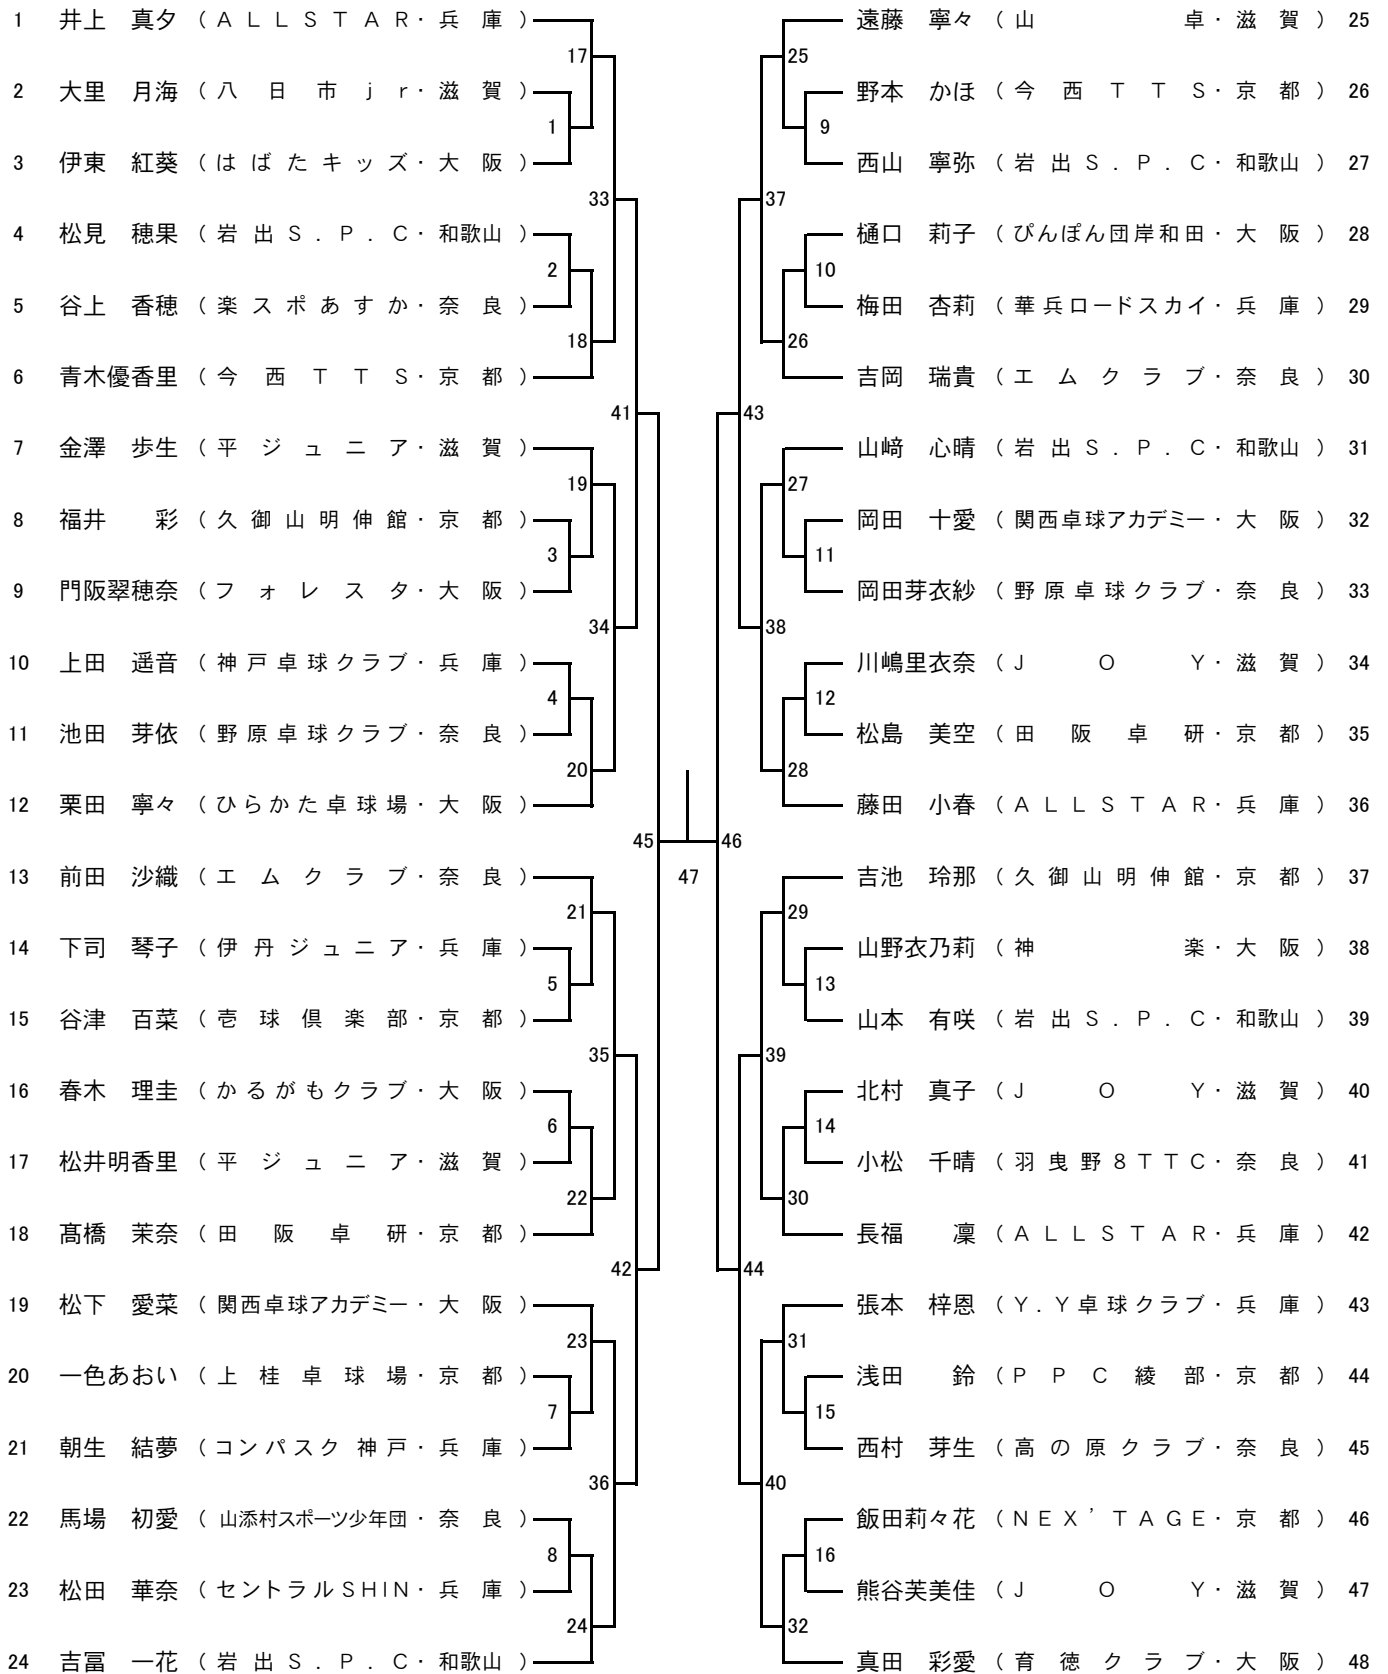 1 井上 真夕 (ALLSTAR・兵庫)
2 大里 月海 (八日市jr・滋賀)
3 伊東 紅葵 (はばたキッズ・大阪)
4 松見 穂果 (岩出S.P.C・和歌山)
5 谷上 香穂 (楽スポあすか・奈良)
6 青木優香里 (今西TTS・京都)
7 金澤 歩生 (平ジュニア・滋賀)
8 福井 彩 (久御山明伸館・京都)
9 門阪翠穂奈 (フォレスタ・大阪)
10 上田 遥音 (神戸卓球クラブ・兵庫)
11 池田 芽依 (野原卓球クラブ・奈良)
12 栗田 寧々 (ひらかた卓球場・大阪)
13 前田 沙織 (エムクラブ・奈良)
14 下司 琴子 (伊丹ジュニア・兵庫)
15 谷津 百菜 (壱球倶楽部・京都)
16 春木 理圭 (かるがもクラブ・大阪)
17 松井明香里 (平ジュニア・滋賀)
18 髙橋 茉奈 (田阪卓研・京都)
19 松下 愛菜 (関西卓球アカデミー・大阪)
20 一色あおい (上桂卓球場・京都)
21 朝生 結夢 (コンパスク神戸・兵庫)
22 馬場 初愛 (山添村スポーツ少年団・奈良)
23 松田 華奈 (セントラルSHIN・兵庫)
24 吉冨 一花 (岩出S.P.C・和歌山)
17
1
33
2
18
41
19
3
34
4
20
45
21
5
35
6
22
42
23
7
36
8
24
47
25
9
37
10
26
43
27
11
38
12
28
46
29
13
39
14
30
44
31
15
40
16
32
遠藤 寧々 (山卓・滋賀) 25
野本 かほ (今西TTS・京都) 26
西山 寧弥 (岩出S.P.C・和歌山) 27
樋口 莉子 (ぴんぽん団岸和田・大阪) 28
梅田 杏莉 (華兵ロードスカイ・兵庫) 29
吉岡 瑞貴 (エムクラブ・奈良) 30
山﨑 心晴 (岩出S.P.C・和歌山) 31
岡田 十愛 (関西卓球アカデミー・大阪) 32
岡田芽衣紗 (野原卓球クラブ・奈良) 33
川嶋里衣奈 (JOY・滋賀) 34
松島 美空 (田阪卓研・京都) 35
藤田 小春 (ALLSTAR・兵庫) 36
吉池 玲那 (久御山明伸館・京都) 37
山野衣乃莉 (神楽・大阪) 38
山本 有咲 (岩出S.P.C・和歌山) 39
北村 真子 (JOY・滋賀) 40
小松 千晴 (羽曳野8TTC・奈良) 41
長福 凜 (ALLSTAR・兵庫) 42
張本 梓恩 (Y.Y卓球クラブ・兵庫) 43
浅田 鈴 (PPC綾部・京都) 44
西村 芽生 (高の原クラブ・奈良) 45
飯田莉々花 (NEX'TAGE・京都) 46
熊谷芙美佳 (JOY・滋賀) 47
真田 彩愛 (育徳クラブ・大阪) 48